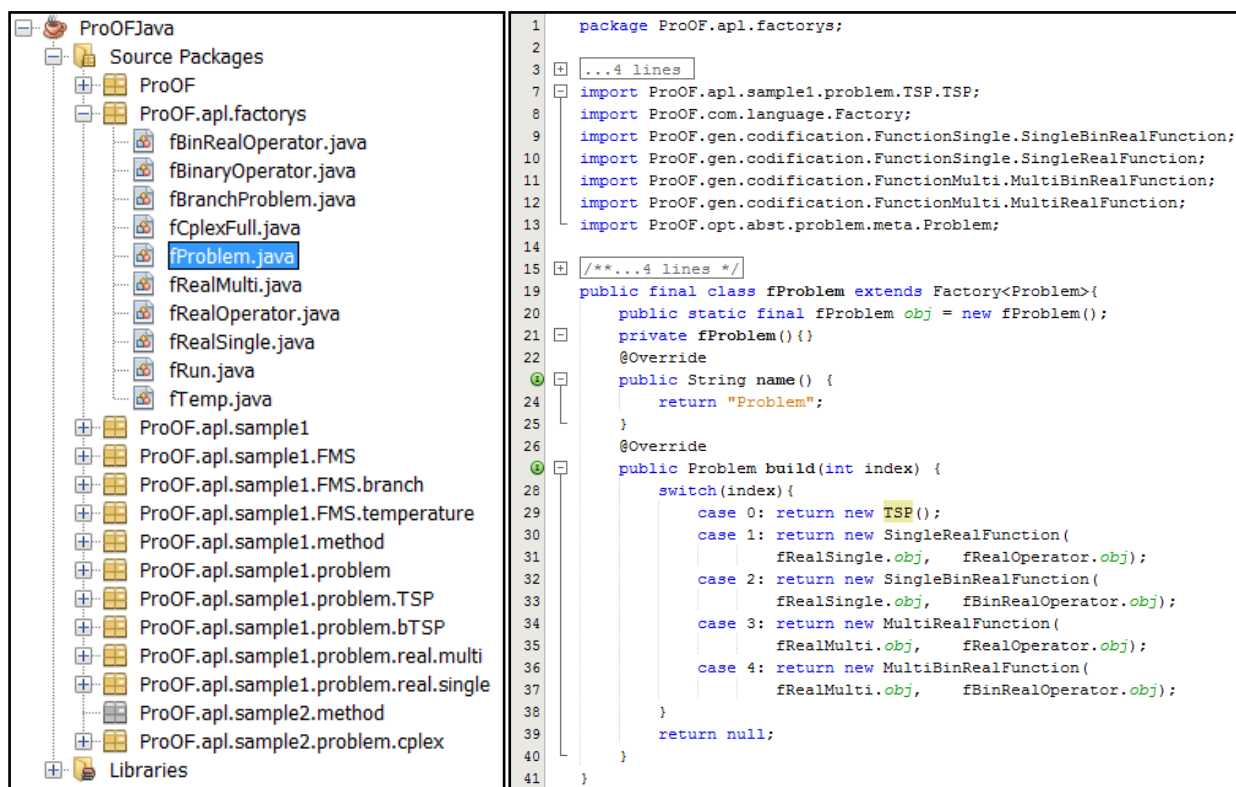 ProOFJava
Source Packages
ProOF
ProOF.apl.factorys
fBinRealOperator.java
fBinaryOperator.java
fBranchProblem.java
fCplexFull.java
fProblem.java
fRealMulti.java
fRealOperator.java
fRealSingle.java
fRun.java
fTemp.java
ProOF.apl.sample1
ProOF.apl.sample1.FMS
ProOF.apl.sample1.FMS.branch
ProOF.apl.sample1.FMS.temperature
ProOF.apl.sample1.method
ProOF.apl.sample1.problem
ProOF.apl.sample1.problem.TSP
ProOF.apl.sample1.problem.bTSP
ProOF.apl.sample1.problem.real.multi
ProOF.apl.sample1.problem.real.single
ProOF.apl.sample2.method
ProOF.apl.sample2.problem.cplex
Libraries
1 package ProOF.apl.factorys;
2
3 ...4 lines
7 import ProOF.apl.sample1.problem.TSP.TSP;
8 import ProOF.com.language.Factory;
9 import ProOF.gen.codification.FunctionSingle.SingleBinRealFunction;
10 import ProOF.gen.codification.FunctionSingle.SingleRealFunction;
11 import ProOF.gen.codification.FunctionMulti.MultiBinRealFunction;
12 import ProOF.gen.codification.FunctionMulti.MultiRealFunction;
13 import ProOF.opt.abst.problem.meta.Problem;
14
15 /**...4 lines */
19 public final class fProblem extends Factory<Problem>{
20 public static final fProblem obj = new fProblem();
21 private fProblem(){}
22 @Override
public String name() {
24 return "Problem";
25 }
26 @Override
public Problem build(int index) {
28 switch(index){
29 case 0: return new TSP();
30 case 1: return new SingleRealFunction(
31 fRealSingle.obj, fRealOperator.obj);
32 case 2: return new SingleBinRealFunction(
33 fRealSingle.obj, fBinRealOperator.obj);
34 case 3: return new MultiRealFunction(
35 fRealMulti.obj, fRealOperator.obj);
36 case 4: return new MultiBinRealFunction(
37 fRealMulti.obj, fBinRealOperator.obj);
38 }
39 return null;
40 }
41 }